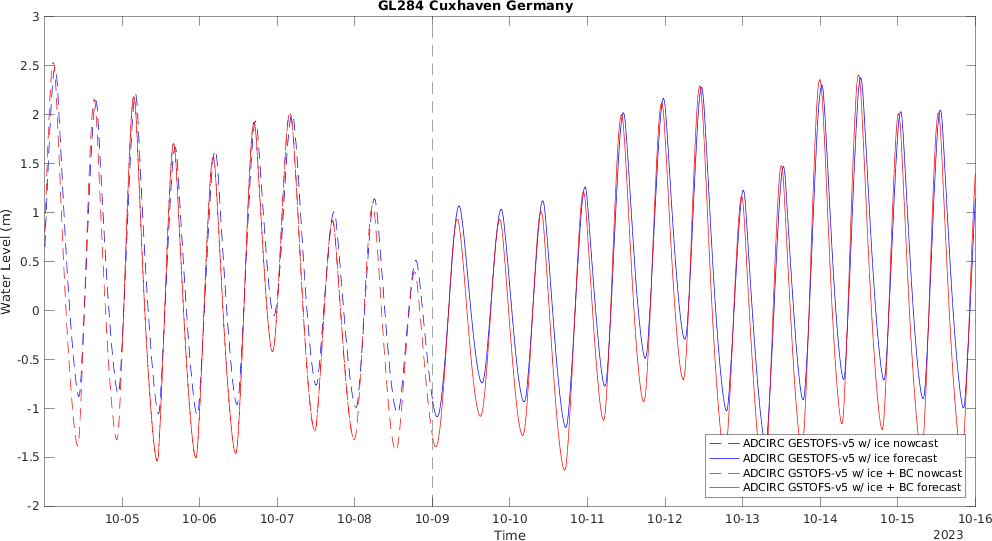 GL284 Cuxhaven Germany
Water Level (m)
3
2.5
2
1.5
1
0.5
0
-0.5
-1
-1.5
-2
ADCIRC GESTOFS-v5 w/ ice nowcast
ADCIRC GESTOFS-v5 w/ ice forecast
ADCIRC GSTOFS-v5 w/ ice + BC nowcast
ADCIRC GSTOFS-v5 w/ ice + BC forecast
10-05 10-06 10-07 10-08 10-09 10-10 10-11 10-12 10-13 10-14 10-15 10-16
Time
2023